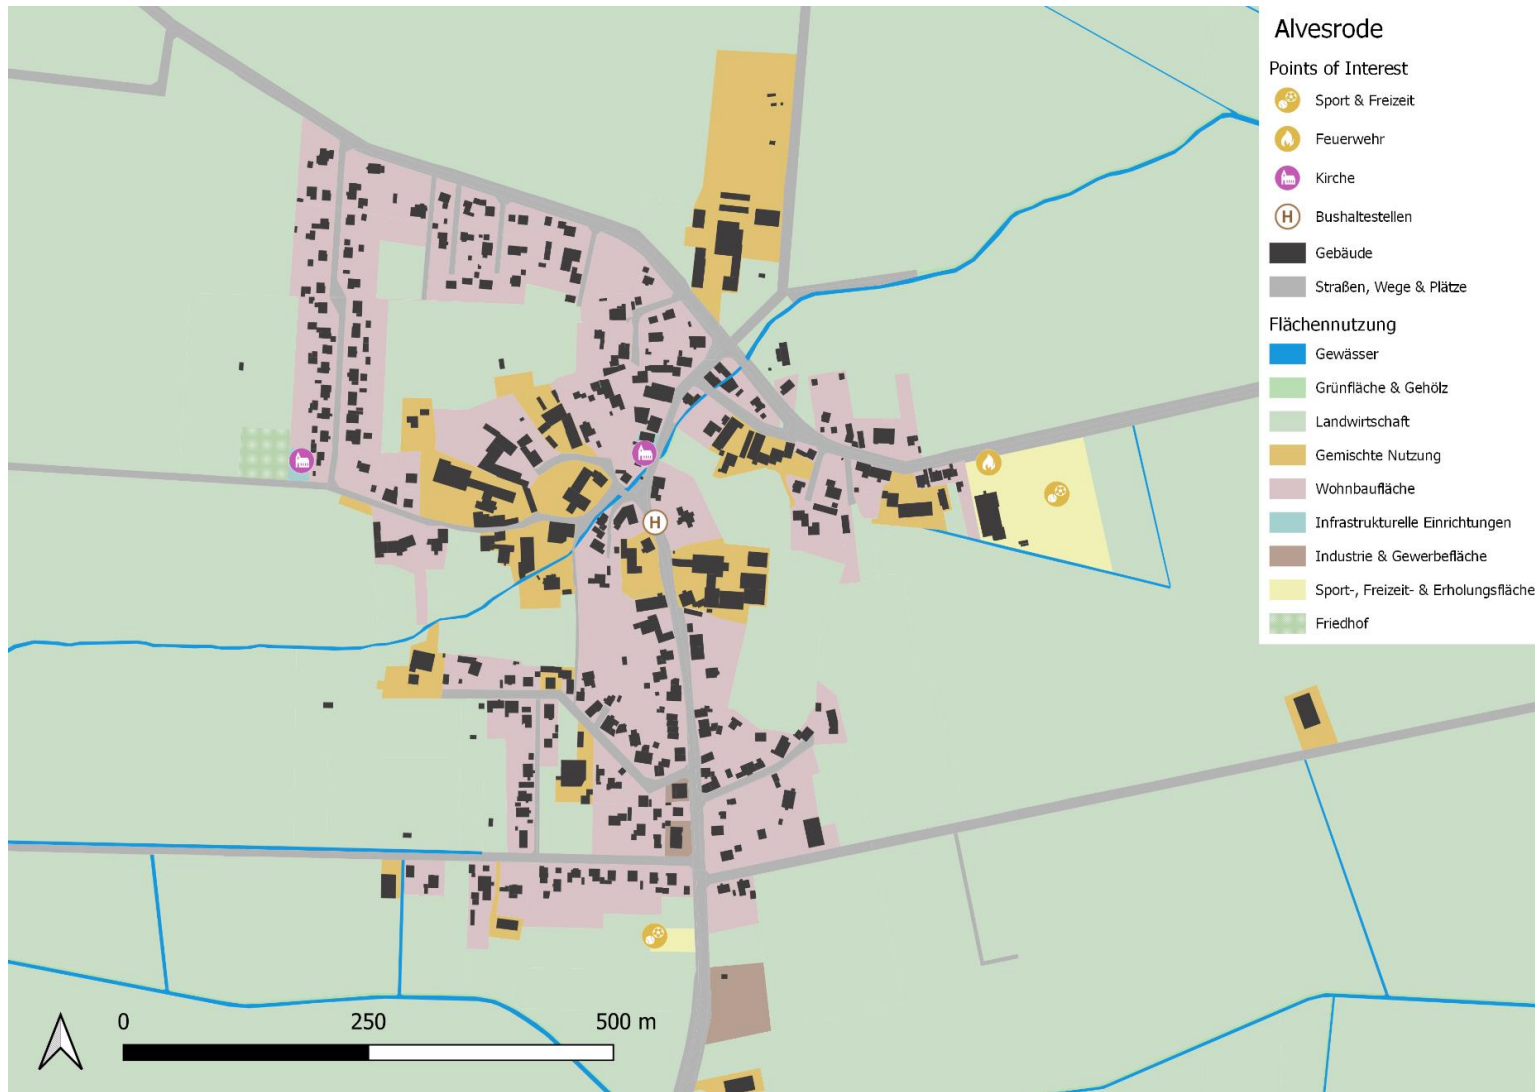 Alvesrode
Points of Interest
Sport & Freizeit
Feuerwehr
Kirche
H Bushaltestellen
Gebäude
Straßen, Wege & Plätze
Flächennutzung
Gewässer
Grünfläche & Gehölz
Landwirtschaft
Gemischte Nutzung
Wohnbaufläche
Infrastrukturelle Einrichtungen
Industrie & Gewerbefläche
Sport-, Freizeit- & Erholungsfläche
Friedhof
H
0 250 500 m